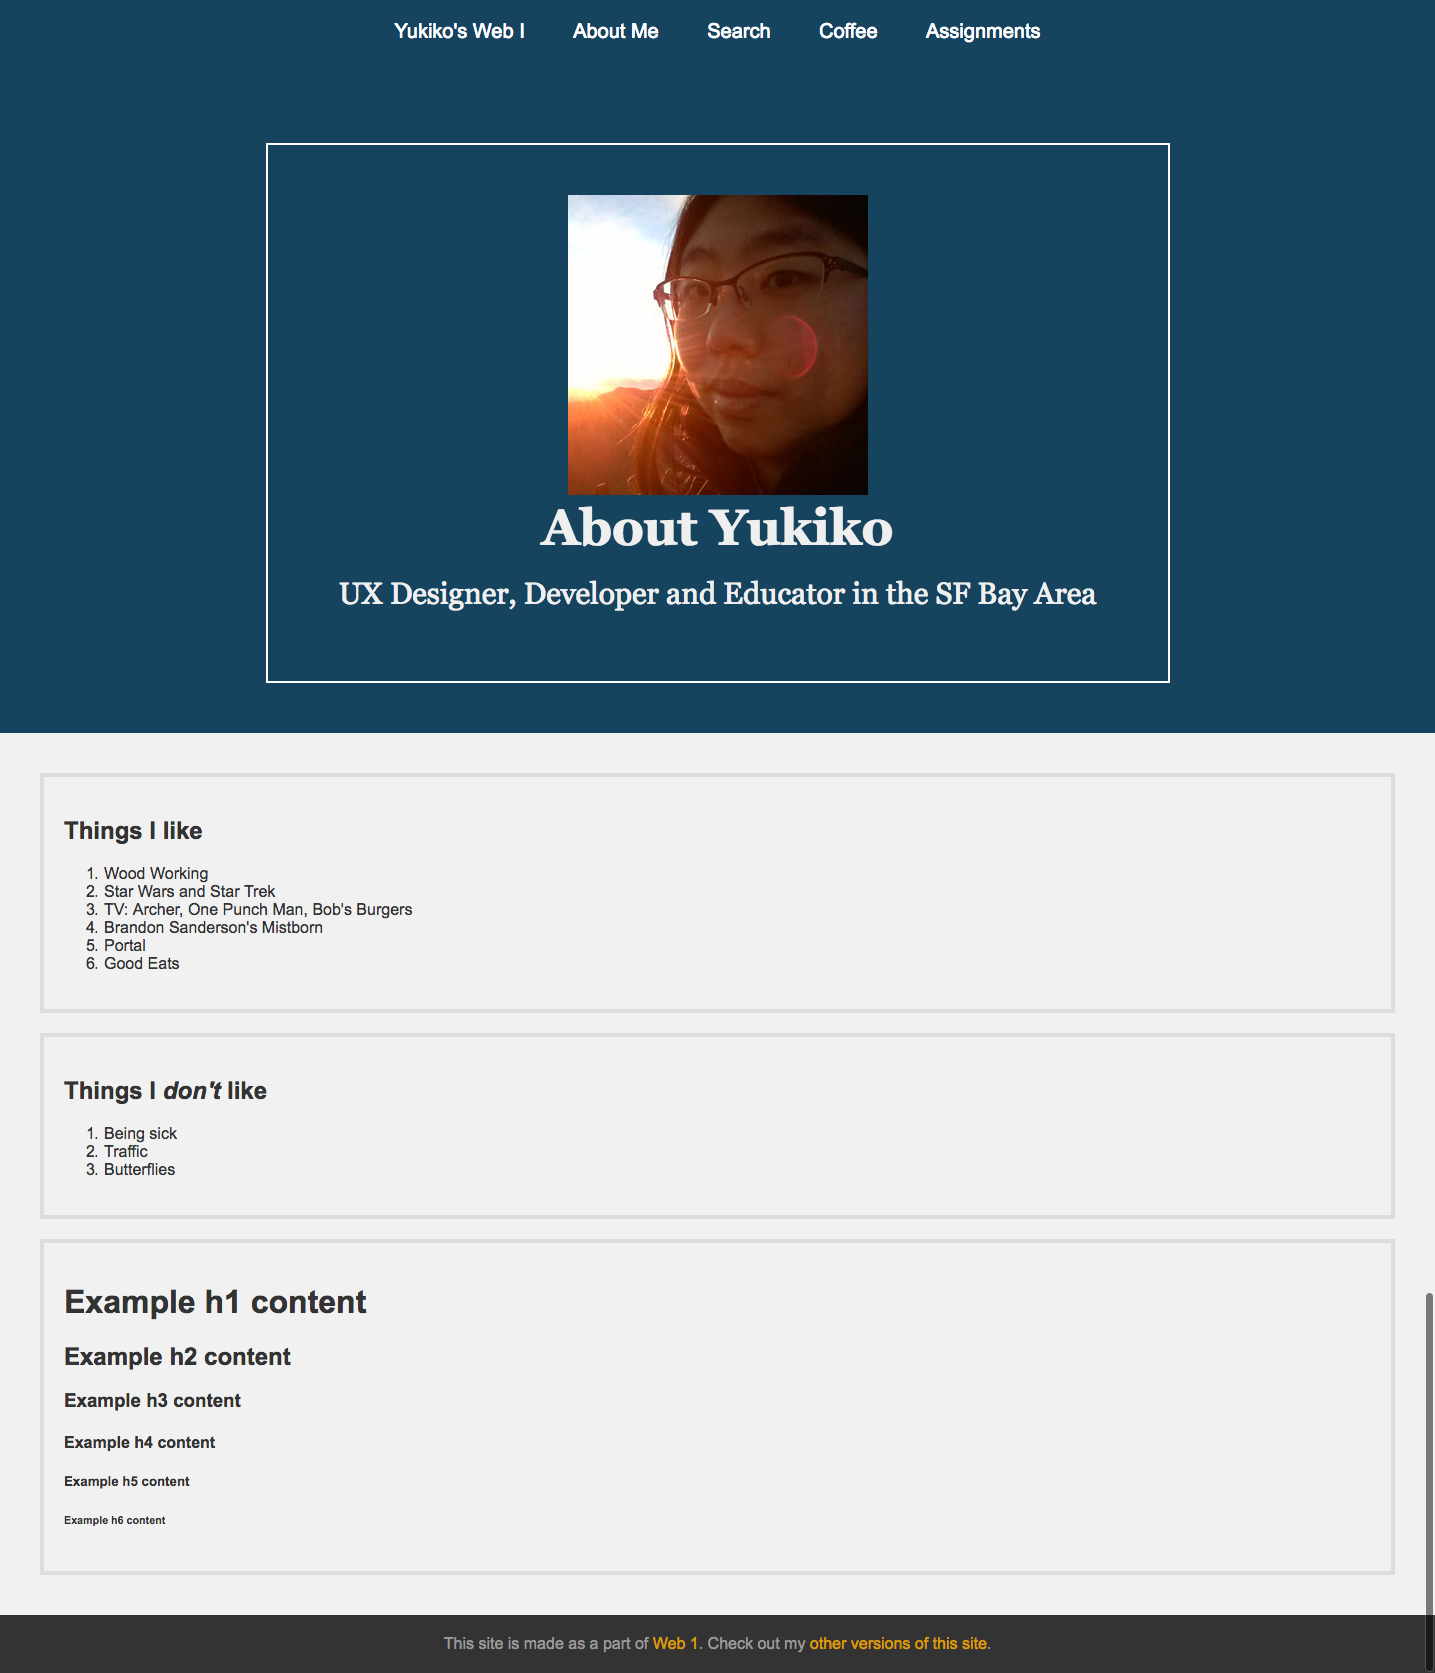 Yukiko's Web I About Me Search Coffee Assignments
About Yukiko
UX Designer, Developer and Educator in the SF Bay Area
Things I like
1. Wood Working
2. Star Wars and Star Trek
3. TV: Archer, One Punch Man, Bob's Burgers
4. Brandon Sanderson's Mistborn
5. Portal
6. Good Eats
Things I don't like
1. Being sick
2. Traffic
3. Butterflies
Example h1 content
Example h2 content
Example h3 content
Example h4 content
Example h5 content
Example h6 content
This site is made as a part of Web 1. Check out my other versions of this site.